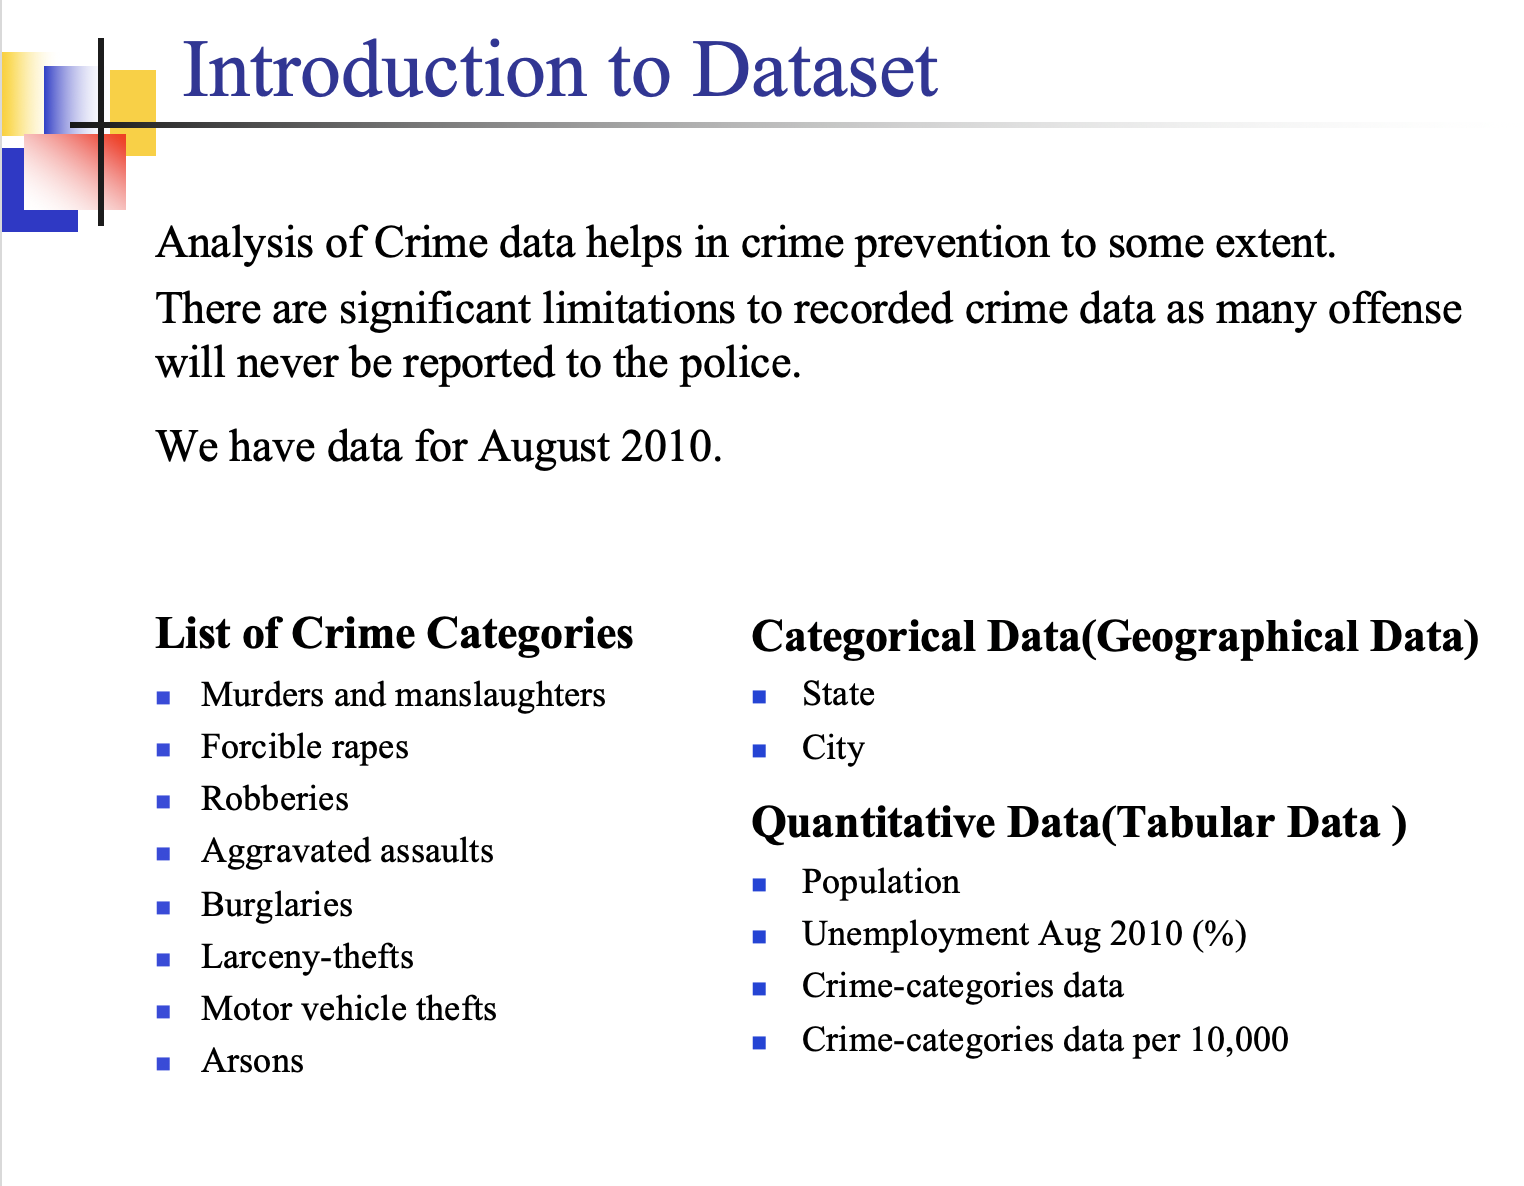 Introduction to Dataset
Analysis of Crime data helps in crime prevention to some extent.
There are significant limitations to recorded crime data as many offense
will never be reported to the police.
We have data for August 2010.
List of Crime Categories
Murders and manslaughters
Forcible rapes
Robberies
Aggravated assaults
Burglaries
Larceny-thefts
Motor vehicle thefts
Arsons
Categorical Data(Geographical Data)
State
City
Quantitative Data(Tabular Data )
Population
Unemployment Aug 2010 (%)
Crime-categories data
Crime-categories data per 10,000